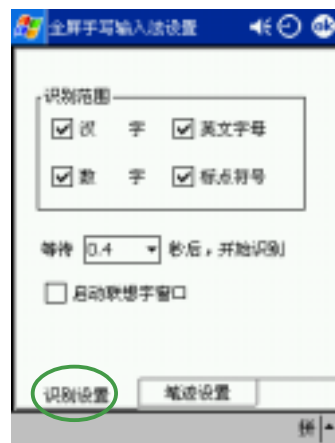 全屏手写输入法设置 ok
识别范围
汉 字 英文字母
数 字 标点符号
等待 0.4 秒后，开始识别
启动联想字窗口
识别设置 笔迹设置
拼